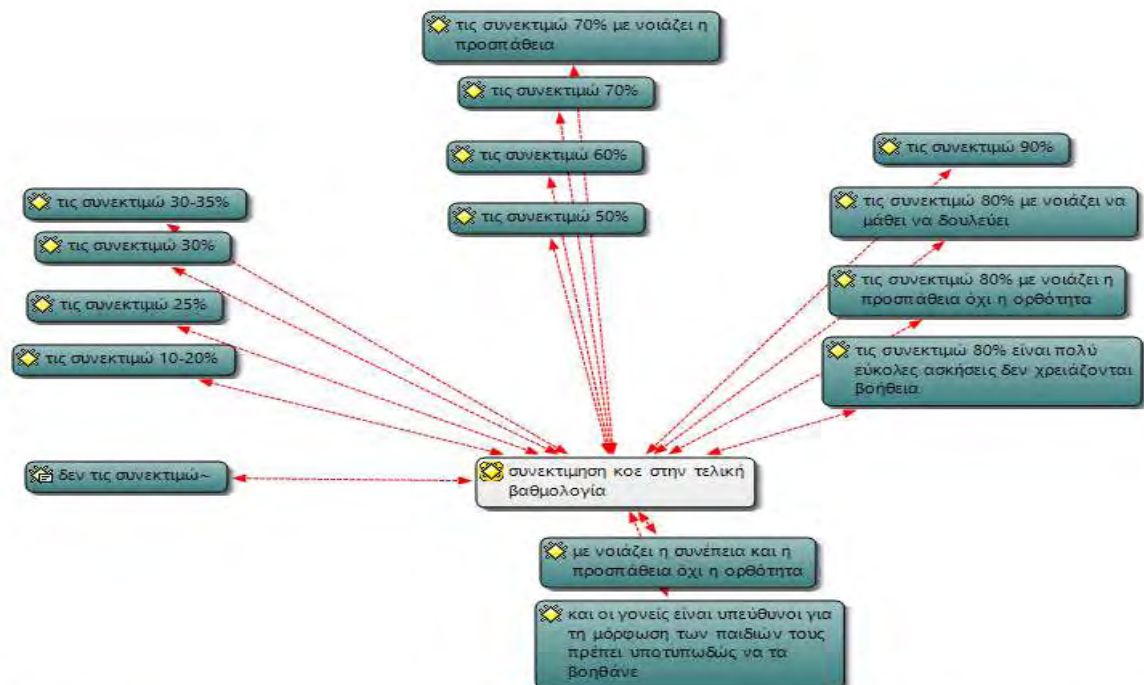 τις συνεκτιμώ 70% με νοιάζει η
προσπάθεια
τις συνεκτιμώ 70%
τις συνεκτιμώ 60%
τις συνεκτιμώ 50%
τις συνεκτιμώ 90%
τις συνεκτιμώ 80% με νοιάζει να
μάθει να δουλεύει
τις συνεκτιμώ 80% με νοιάζει η
προσπάθεια όχι η ορθότητα
τις συνεκτιμώ 80% είναι πολύ
εύκολες ασκήσεις δεν χρειάζονται
βοήθεια
τις συνεκτιμώ 30-35%
τις συνεκτιμώ 30%
τις συνεκτιμώ 25%
τις συνεκτιμώ 10-20%
δεν τις συνεκτιμώ~
συνεκτιμηση κοε στην τελική
βαθμολογία
με νοιάζει η συνέπεια και η
προσπάθεια όχι η ορθότητα
και οι γονείς είναι υπεύθυνοι για
τη μόρφωση των παιδιών τους
πρέπει υποτυπωδώς να τα
βοηθάνε